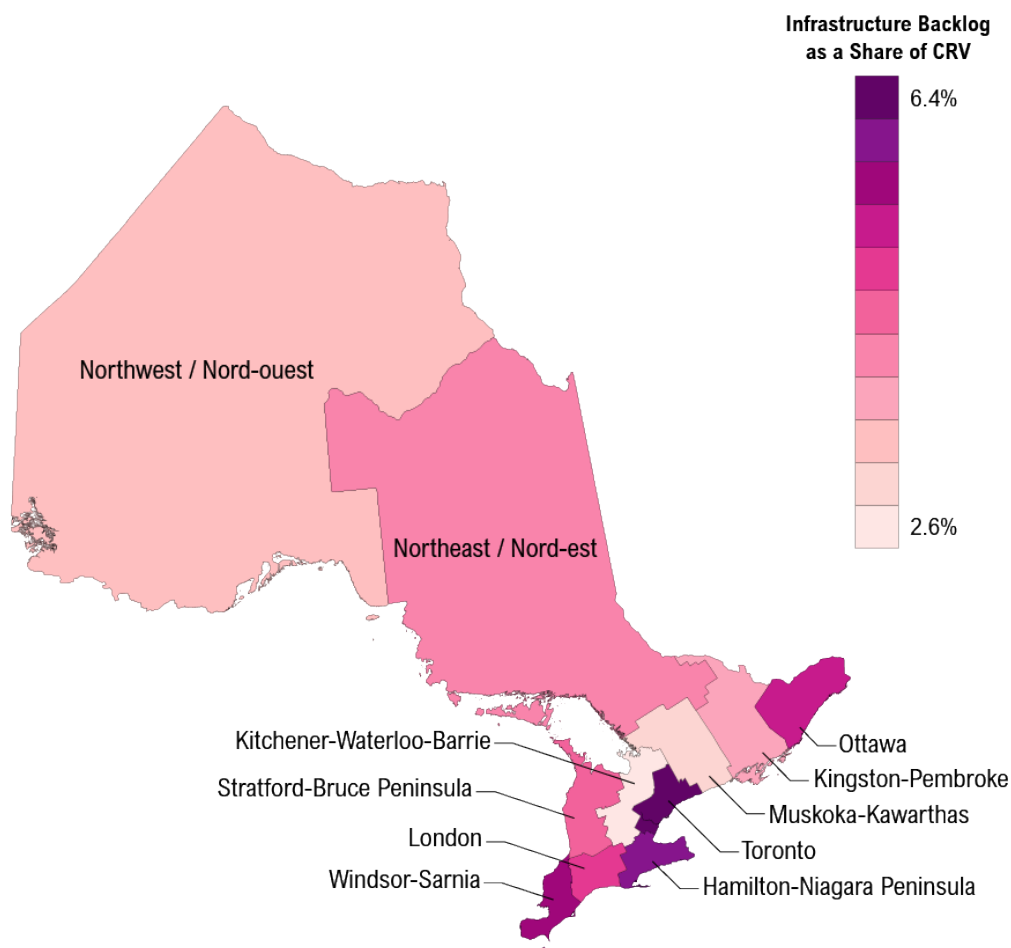 Infrastructure Backlog
as a Share of CRV
6.4%
2.6%
Northwest / Nord-ouest
Northeast / Nord-est
Kitchener-Waterloo-Barrie
Stratford-Bruce Peninsula
London
Windsor-Sarnia
Ottawa
Kingston-Pembroke
Muskoka-Kawarthas
Toronto
Hamilton-Niagara Peninsula